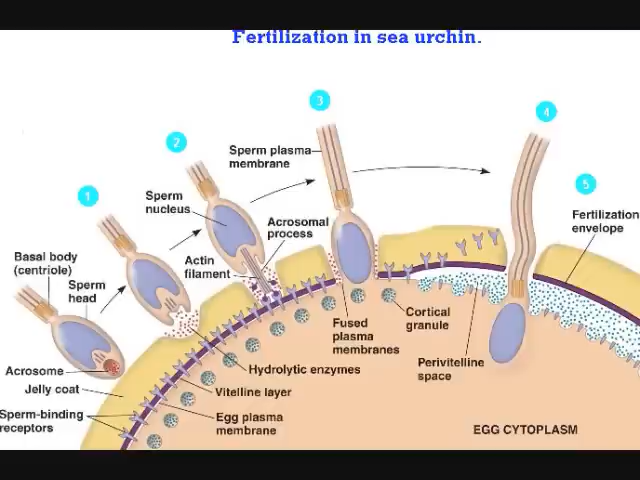 Fertilization in sea urchin.
3
4
2
Sperm plasma
membrane
5
1
Sperm
nucleus
Fertilization
envelope
Acrosomal
process
Basal body
(centriole)
Actin
filament
Sperm
head
Cortical
granule
Fused
plasma
membranes
Perivitelline
space
Acrosome
Hydrolytic enzymes
Jelly coat
Vitelline layer
Sperm-binding
receptors
Egg plasma
membrane
EGG CYTOPLASM